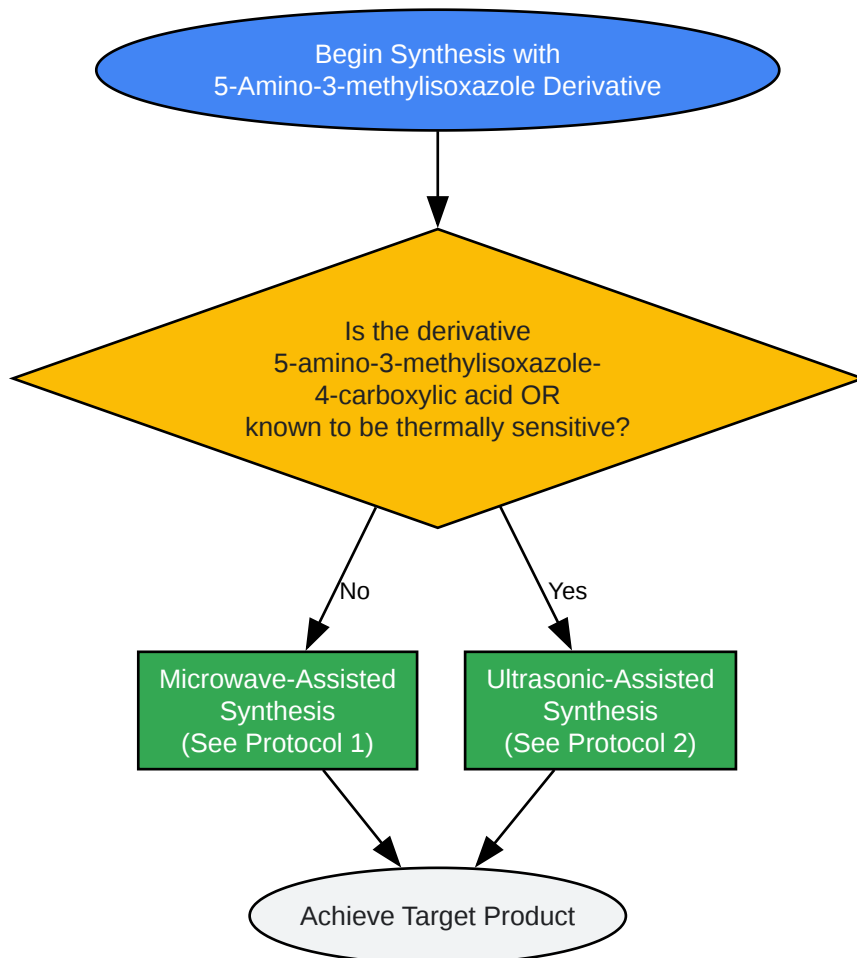 Begin Synthesis with
5-Amino-3-methylisoxazole Derivative
Is the derivative
5-amino-3-methylisoxazole-
4-carboxylic acid OR
known to be thermally sensitive?
No
Yes
Microwave-Assisted
Synthesis
(See Protocol 1)
Ultrasonic-Assisted
Synthesis
(See Protocol 2)
Achieve Target Product